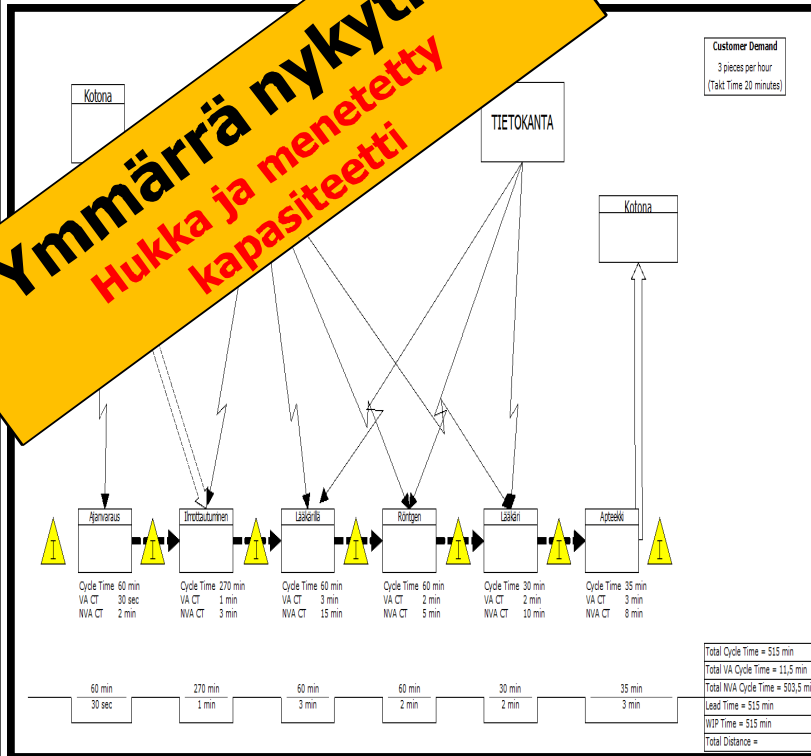 Ymmärrä nykyti
Hukka ja menetetty
kapasiteetti
Customer Demand
3 pieces per hour
(Takt Time 20 minutes)
Kotona
TIETOKANTA
Kotona
Ajanvaraus
Ilmottautuminen
Lääkärillä
Röntgen
Lääkäri
Apteekki
I I I I I I I
Cycle Time 60 min
VA CT 30 sec
NVA CT 2 min
Cycle Time 270 min
VA CT 1 min
NVA CT 3 min
Cycle Time 60 min
VA CT 3 min
NVA CT 15 min
Cycle Time 60 min
VA CT 2 min
NVA CT 5 min
Cycle Time 30 min
VA CT 2 min
NVA CT 10 min
Cycle Time 35 min
VA CT 3 min
NVA CT 8 min
60 min
30 sec
270 min
1 min
60 min
3 min
60 min
2 min
30 min
2 min
35 min
3 min
Total Cycle Time = 515 min
Total VA Cycle Time = 11,5 min
Total NVA Cycle Time = 503,5 mi
Lead Time = 515 min
WIP Time = 515 min
Total Distance =